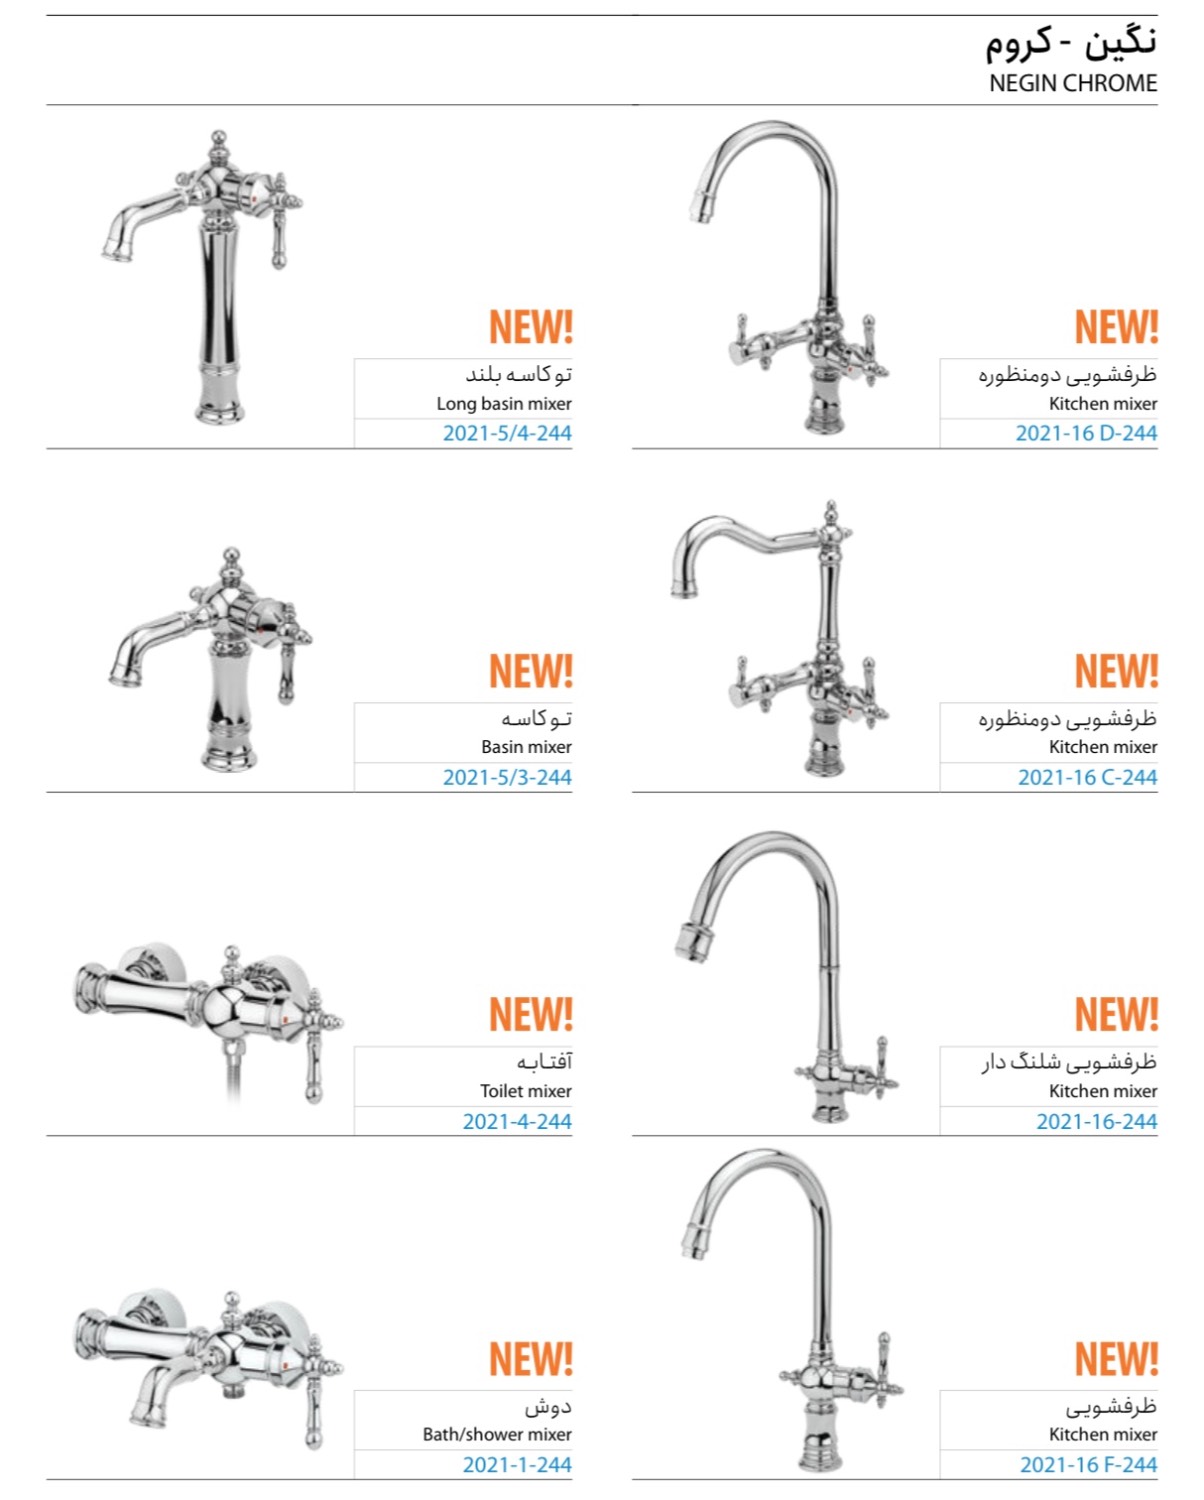 نگین - کروم
NEGIN CHROME
NEW!
ظرفشویی دومنظوره
Kitchen mixer
2021-16 D-244
NEW!
توکاسه بلند
Long basin mixer
2021-5/4-244
NEW!
ظرفشویی دومنظوره
Kitchen mixer
2021-16 C-244
NEW!
توکاسه
Basin mixer
2021-5/3-244
NEW!
ظرفشویی شلنگ دار
Kitchen mixer
2021-16-244
NEW!
آفتابه
Toilet mixer
2021-4-244
NEW!
ظرفشویی
Kitchen mixer
2021-16 F-244
NEW!
دوش
Bath/shower mixer
2021-1-244